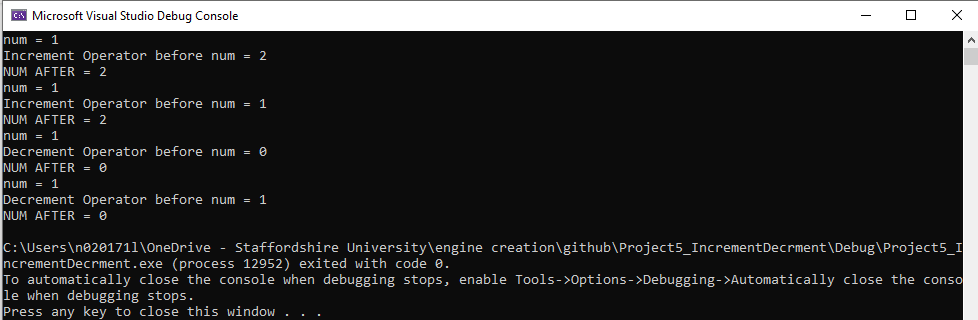 Microsoft Visual Studio Debug Console
num = 1
Increment Operator before num = 2
NUM AFTER = 2
num = 1
Increment Operator before num = 1
NUM AFTER = 2
num = 1
Decrement Operator before num = 0
NUM AFTER = 0
num = 1
Decrement Operator before num = 1
NUM AFTER = 0
C:\Users\n020171l\OneDrive - Staffordshire University\engine creation\github\Project5_IncrementDecrment\Debug\Project5_I
ncrementDecrment.exe (process 12952) exited with code 0.
To automatically close the console when debugging stops, enable Tools->Options->Debugging->Automatically close the conso
le when debugging stops.
Press any key to close this window . . .